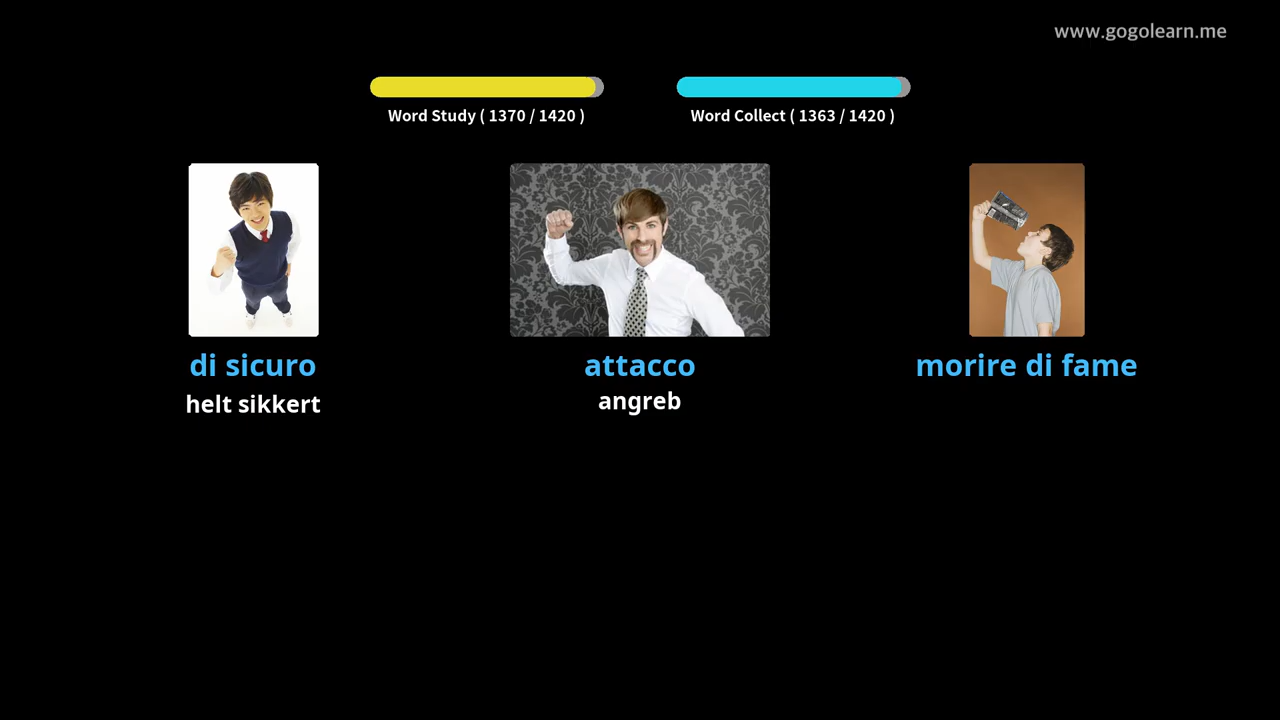 www.gogolearn.me
Word Study ( 1370 / 1420 )
Word Collect ( 1363 / 1420 )
di sicuro
helt sikkert
attacco
angreb
morire di fame